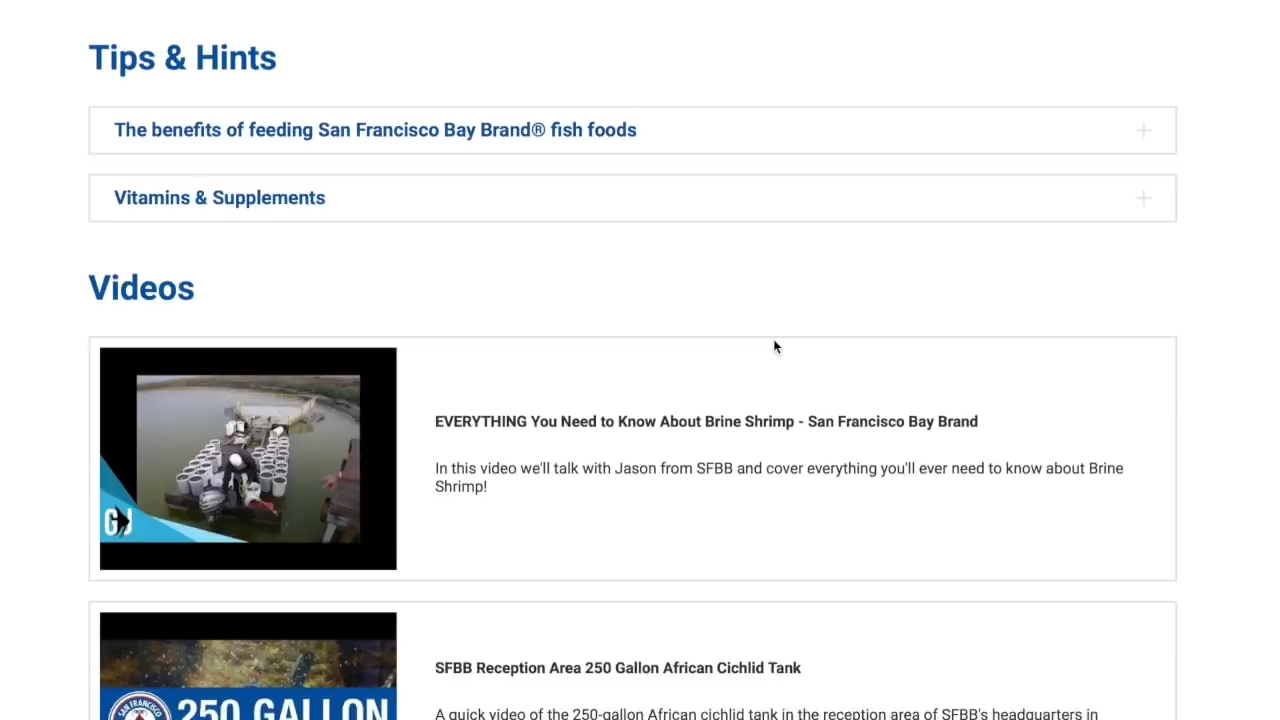 Tips & Hints
The benefits of feeding San Francisco Bay Brand® fish foods
Vitamins & Supplements
Videos
EVERYTHING You Need to Know About Brine Shrimp - San Francisco Bay Brand
In this video we'll talk with Jason from SFBB and cover everything you'll ever need to know about Brine
Shrimp!
GJ
SFBB Reception Area 250 Gallon African Cichlid Tank
SAN FRANCISCO
250 GALLON
A quick video of the 250-gallon African cichlid tank in the reception area of SFBB's headquarters in